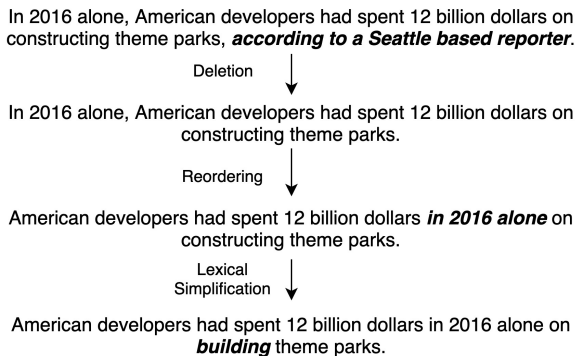 In 2016 alone, American developers had spent 12 billion dollars on
constructing theme parks, according to a Seattle based reporter.
Deletion
In 2016 alone, American developers had spent 12 billion dollars on
constructing theme parks.
Reordering
American developers had spent 12 billion dollars in 2016 alone on
constructing theme parks.
Lexical
Simplification
American developers had spent 12 billion dollars in 2016 alone on
building theme parks.